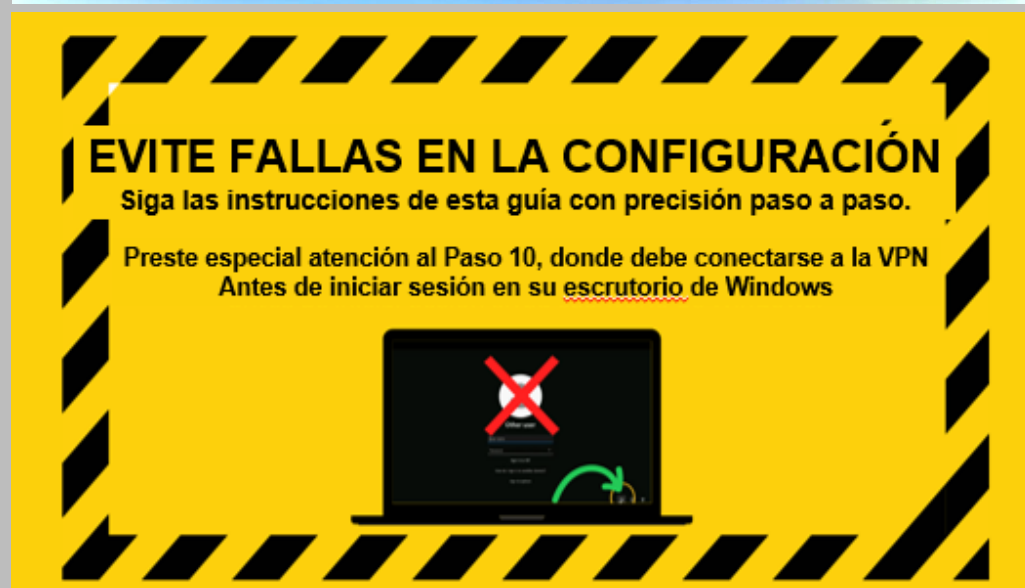 EVITE FALLAS EN LA CONFIGURACIÓN
Siga las instrucciones de esta guía con precisión paso a paso.
Preste especial atención al Paso 10, donde debe conectarse a la VPN
Antes de iniciar sesión en su escrutorio de Windows
Other user